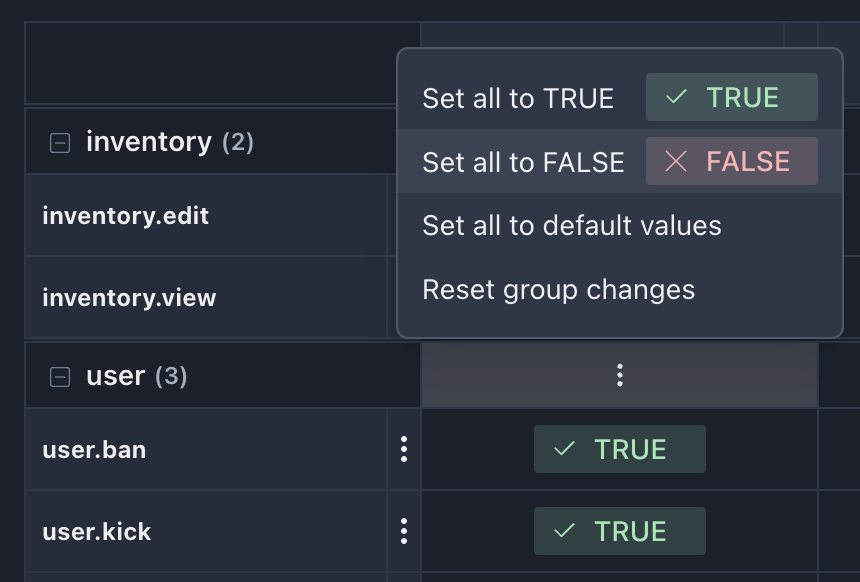 Set all to TRUE TRUE
inventory (2)
Set all to FALSE FALSE
inventory.edit
Set all to default values
inventory.view
Reset group changes
user (3)
user.ban TRUE
user.kick TRUE